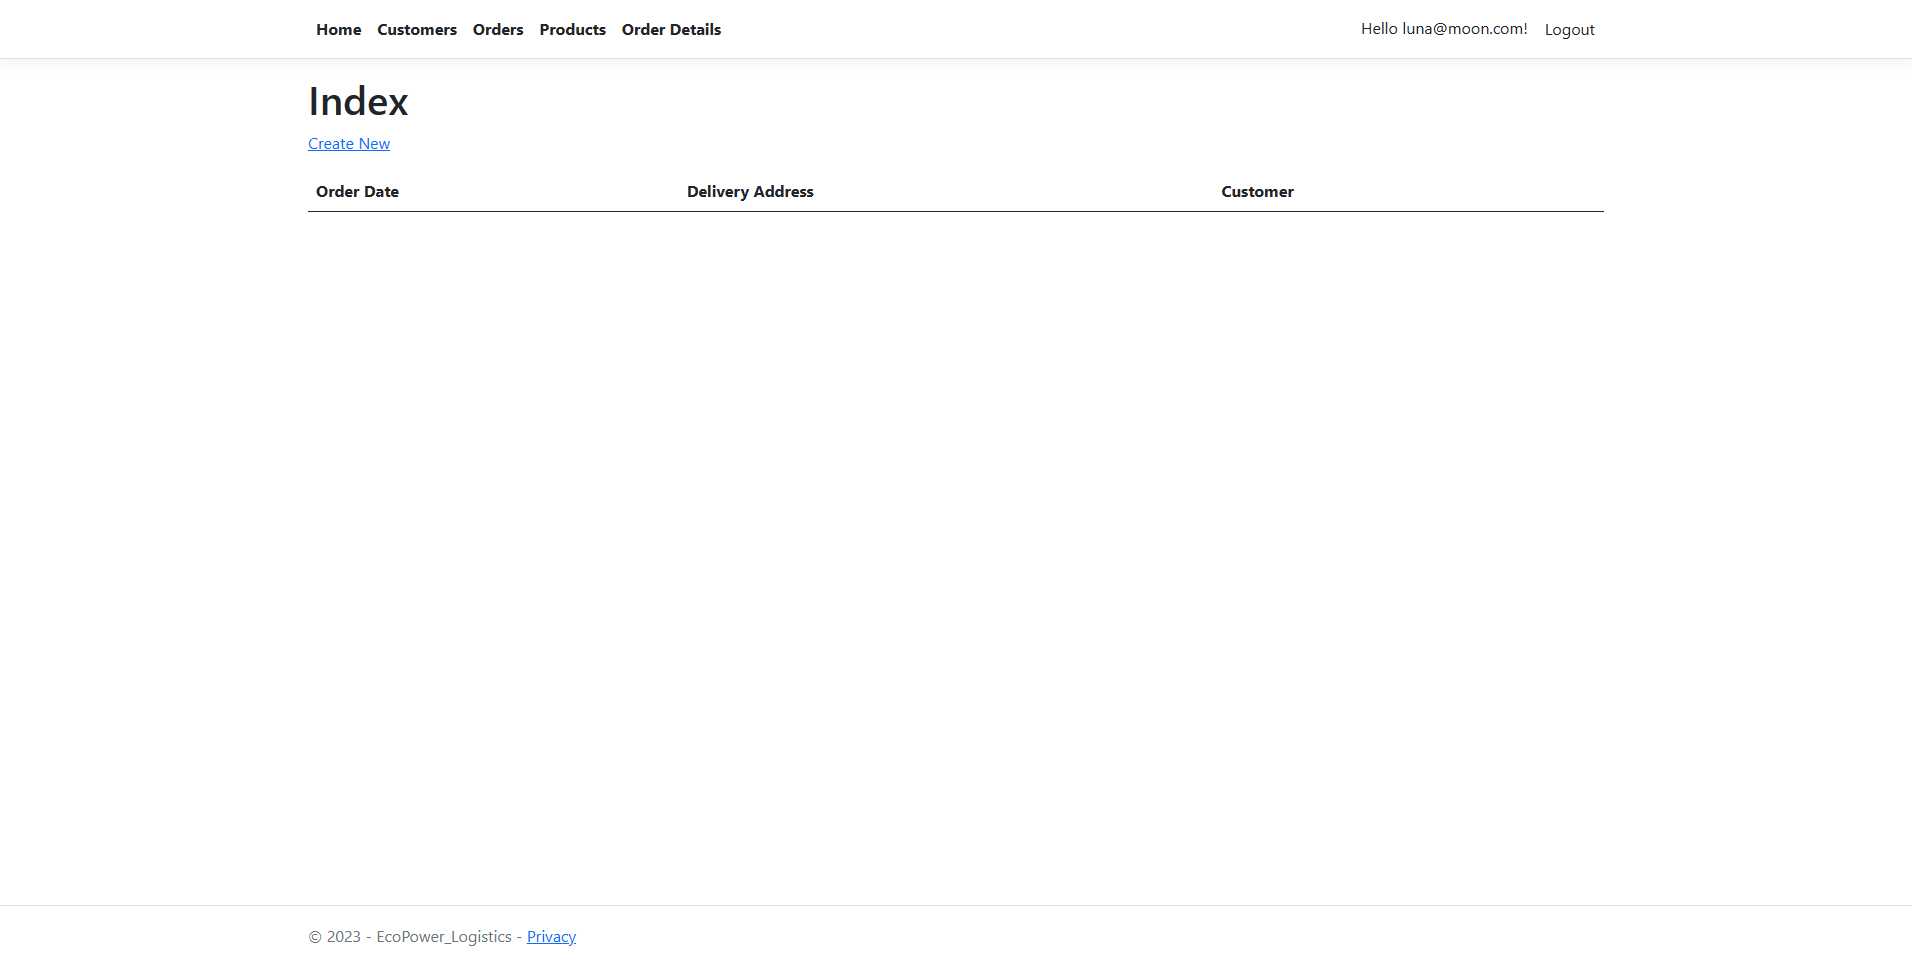 Home Customers Orders Products Order Details Hello luna@moon.com! Logout
Index
Create New
Order Date Delivery Address Customer
© 2023 - EcoPower_Logistics - Privacy